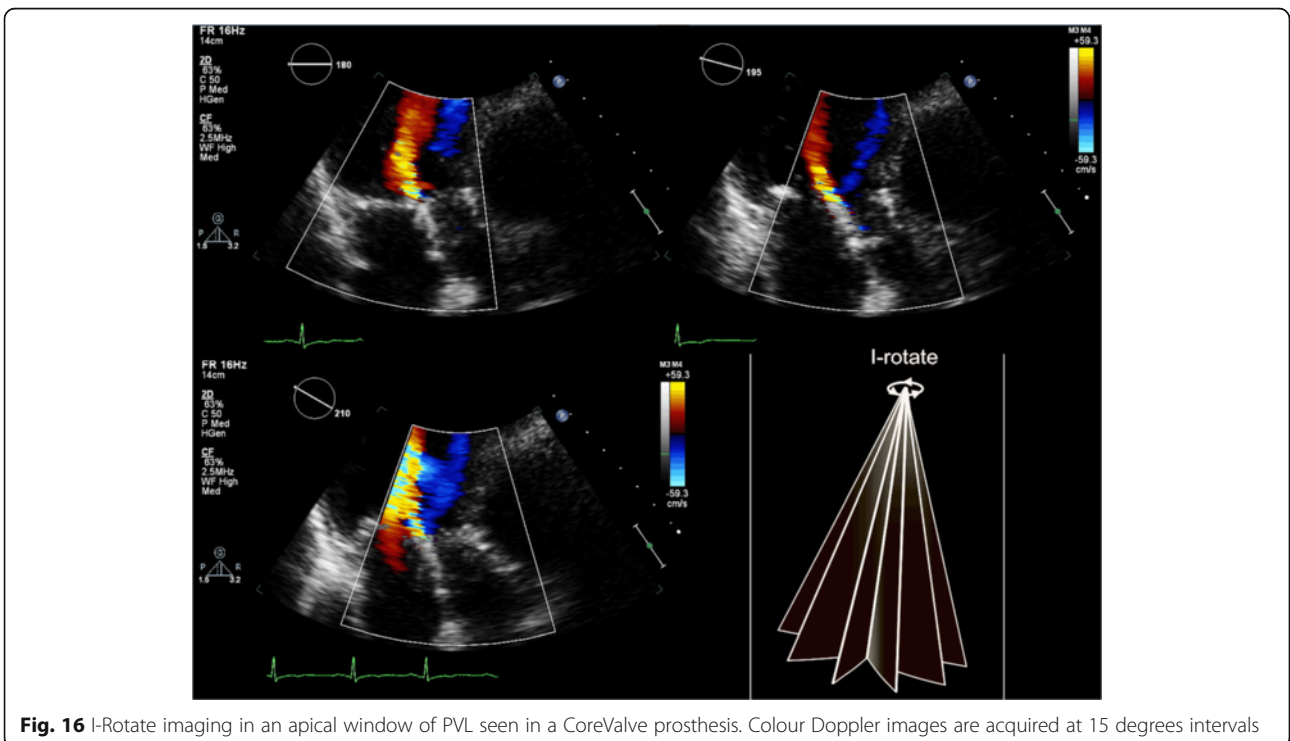 FR 16Hz
14cm
2D
63%
C 50
P Med
HGen
CF
63%
2.5MHz
WF High
Med
180
195
M3 M4
+59.3
-59.3
cm/s
G
P R
1.6 3.2
FR 16Hz
14cm
2D
63%
C 50
P Med
HGen
CF
63%
2.5MHz
WF High
Med
210
M3 M4
+59.3
-59.3
cm/s
G
P R
1.6 3.2
I-rotate
Fig. 16 I-Rotate imaging in an apical window of PVL seen in a CoreValve prosthesis. Colour Doppler images are acquired at 15 degrees intervals